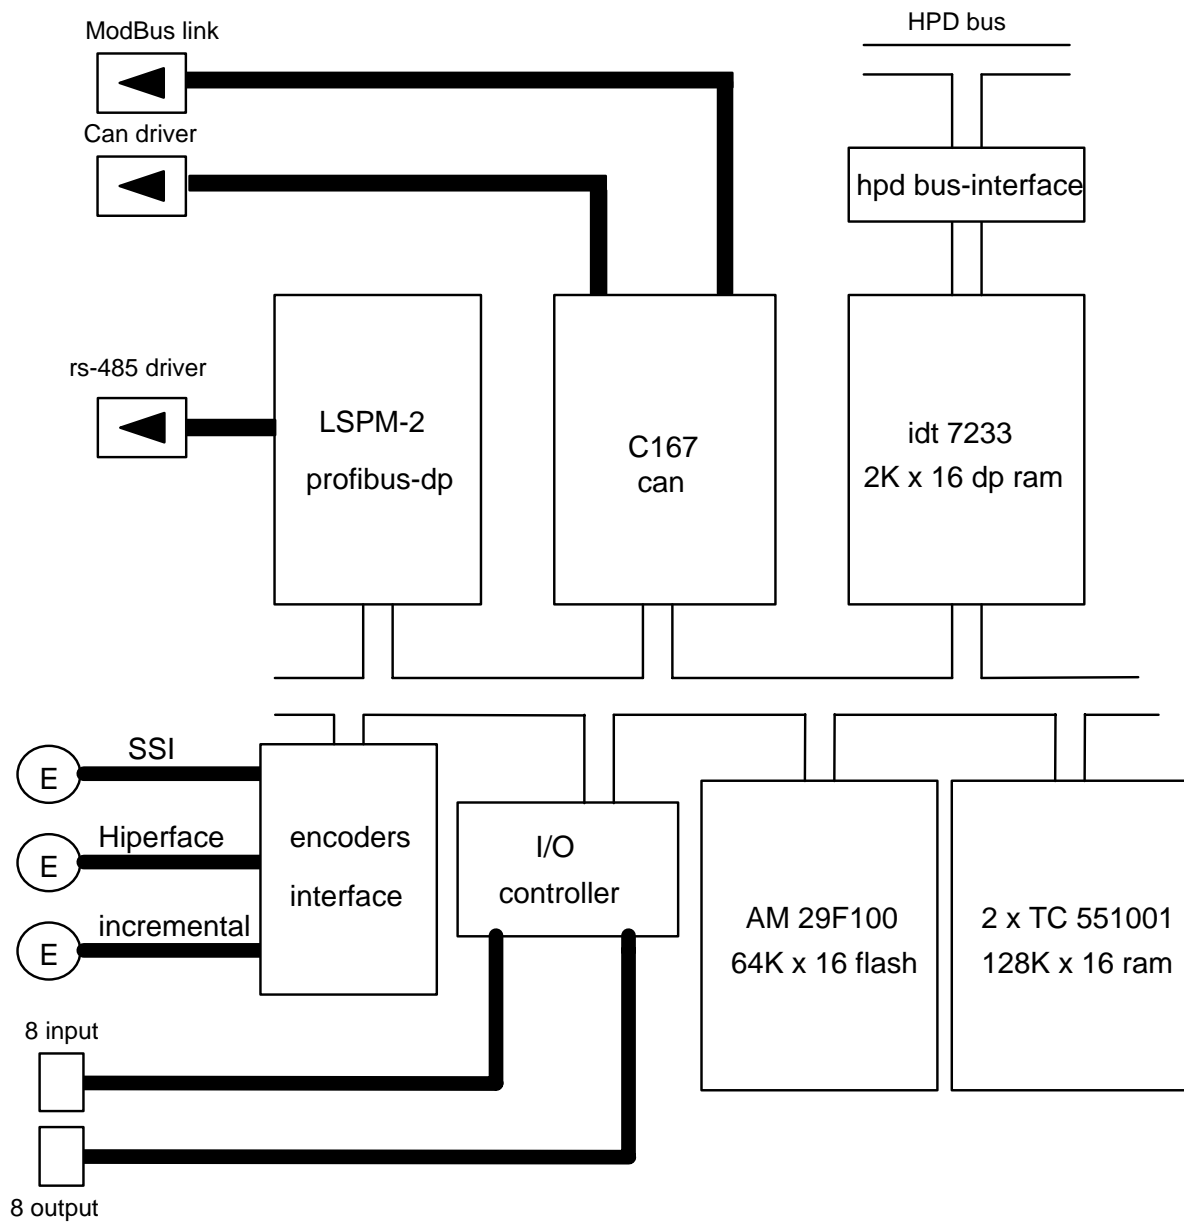 ModBus link
HPD bus
Can driver
hpd bus-interface
rs-485 driver
LSPM-2
profibus-dp
C167
can
idt 7233
2K x 16 dp ram
SSI
E
Hiperface
E
incremental
E
encoders
interface
I/O
controller
AM 29F100
64K x 16 flash
2 x TC 551001
128K x 16 ram
8 input
8 output